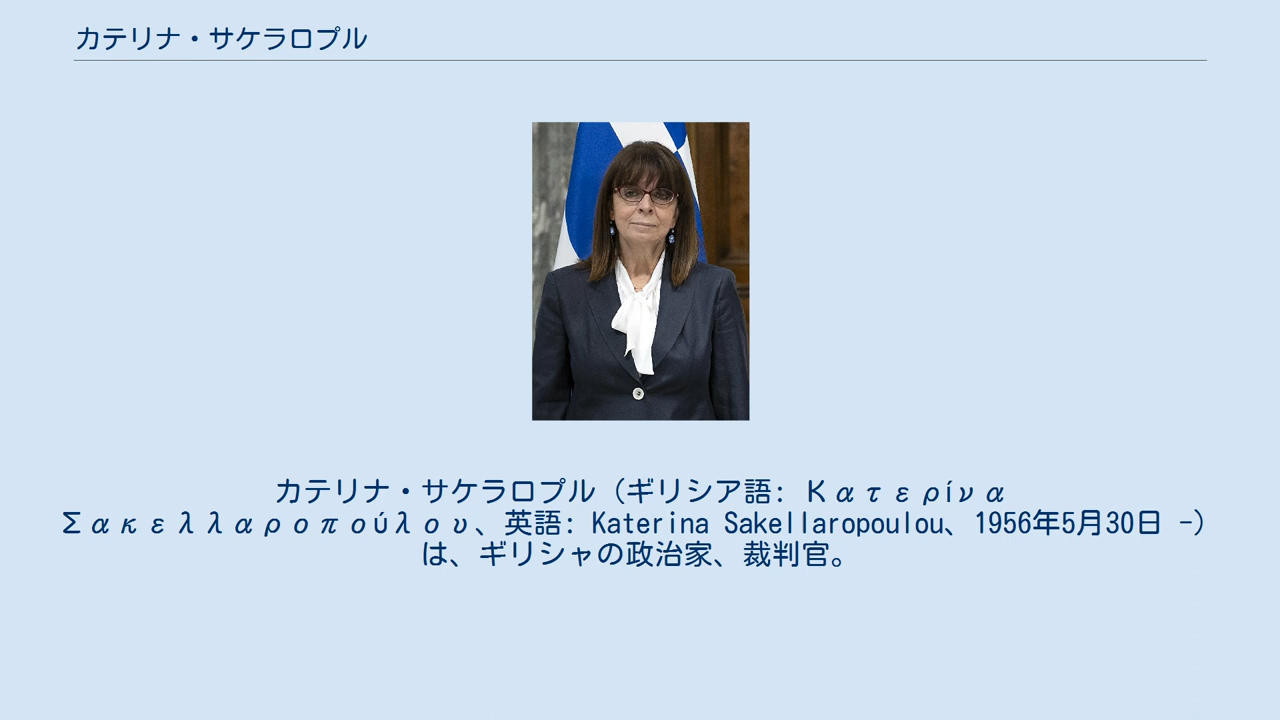 カテリナ・サケラロプル
カテリナ・サケラロプル（ギリシア語: Κατερίνα
Σακελλαροπούλου、英語: Katerina Sakellaropoulou、1956年5月30日 -）
は、ギリシャの政治家、裁判官。